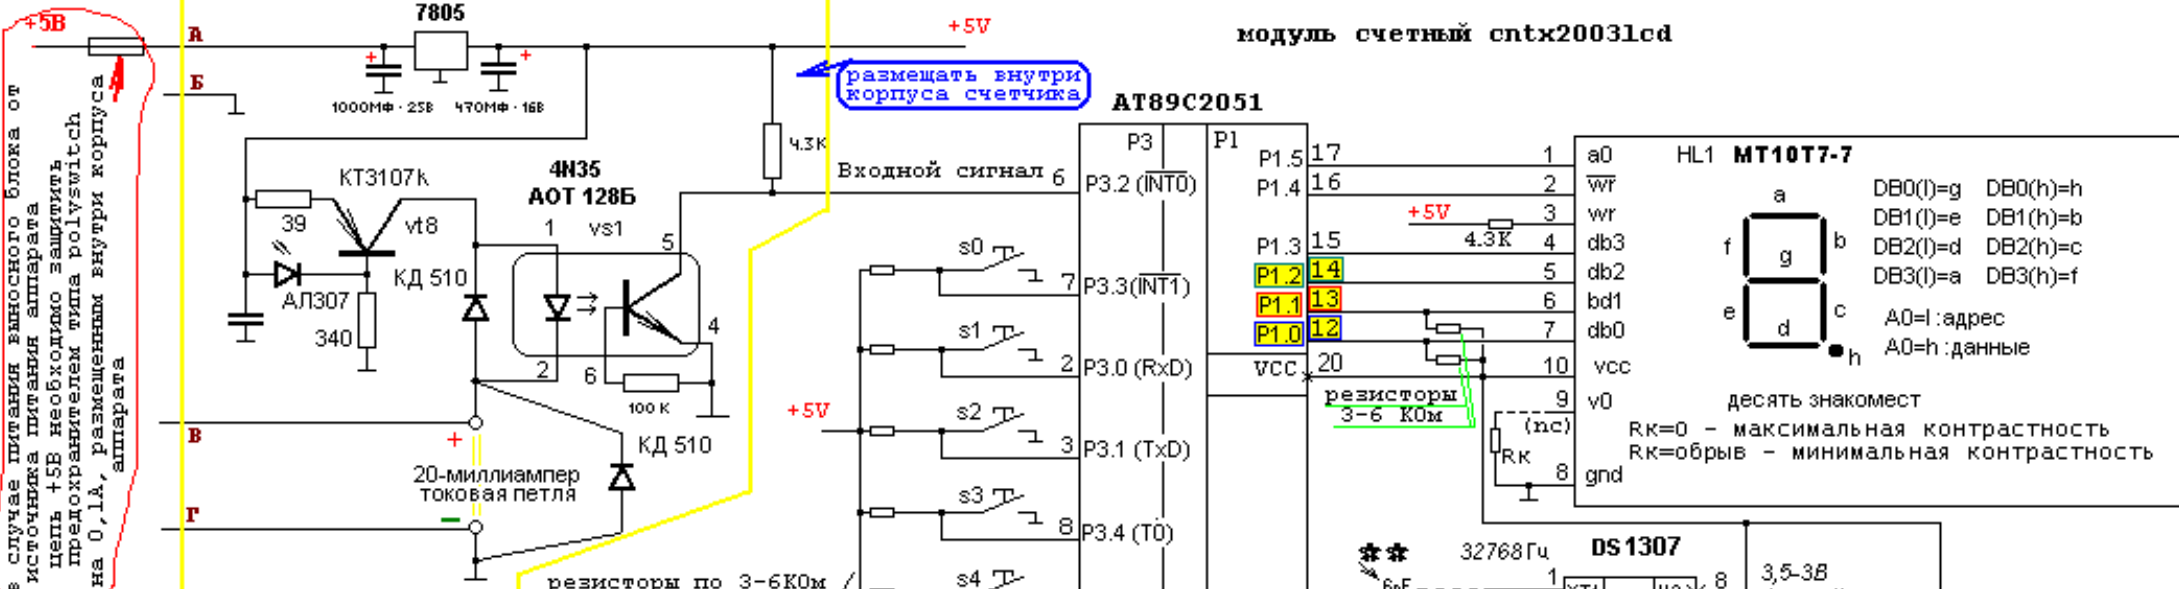 +5В
в случае питания выносного блока от
источника питания аппарата
цепь +5В необходимо защитить
предохранителем типа polyswitch
на 0,1А, размещенным внутри корпуса
аппарата
А
Б
В
Г
7805
1000МФ·25В
470МФ·16В
+5V
размещать внутри
корпуса счетчика
4.3К
КТ3107k
39
vt8
АЛ307
340
КД 510
4N35
АОТ 128Б
vs1
1
5
4
2
6
100 К
КД 510
+
20-миллиампер
токовая петля
−
резисторы по 3-6КОм
модуль счетный cntx2003lcd
AT89C2051
P3
P1
Входной сигнал
6
P3.2 (INT0)
s0
7
P3.3(INT1)
s1
2
P3.0 (RxD)
+5V
s2
3
P3.1 (TxD)
s3
8
P3.4 (T0)
s4
P1.5 17
P1.4 16
P1.3 15
P1.2 14
P1.1 13
P1.0 12
VCC 20
+5V
4.3К
резисторы
3-6 КОм
1 a0
2 wr
3 wr
4 db3
5 db2
6 bd1
7 db0
10 vcc
9 v0
(nc)
Rк
8 gnd
HL1 МТ10Т7-7
a
f
b
g
e
c
d
h
DB0(l)=g DB0(h)=h
DB1(l)=e DB1(h)=b
DB2(l)=d DB2(h)=c
DB3(l)=a DB3(h)=f
A0=l :адрес
A0=h :данные
десять знакомест
Rк=0 - максимальная контрастность
Rк=обрыв - минимальная контрастность
**
32768Гц
DS1307
1
8
3,5-3В